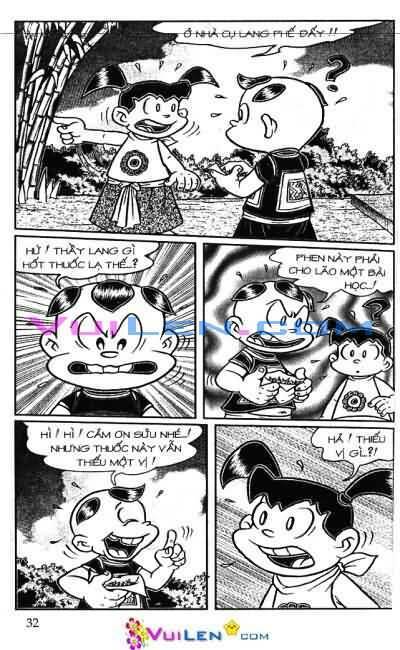 Ở NHÀ CỤ LANG PHẾ ĐẤY !!
HỪ ! THẦY LANG GÌ
HỐT THUỐC LẠ THẾ..?
PHEN NÀY PHẢI
CHO LÃO MỘT BÀI
HỌC..!
VUILEN.COM
HÌ ! HÌ ! CẢM ƠN SỬU NHÉ..!
NHƯNG THUỐC NÀY VẪN
THIẾU MỘT VỊ !
HẢ ! THIẾU
VỊ GÌ..?!
32
VUILEN.COM